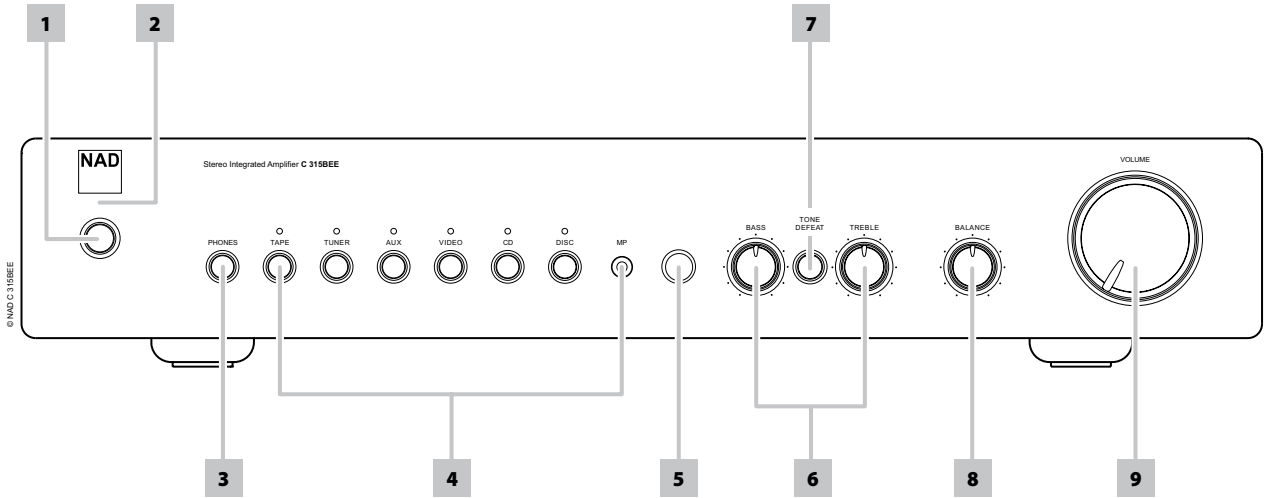 1 2 7
NAD
Stereo Integrated Amplifier C 315BEE
VOLUME
PHONES TAPE TUNER AUX VIDEO CD DISC MP
BASS
TONE
DEFEAT
TREBLE
BALANCE
© NAD C 315BEE
3 4 5 6 8 9